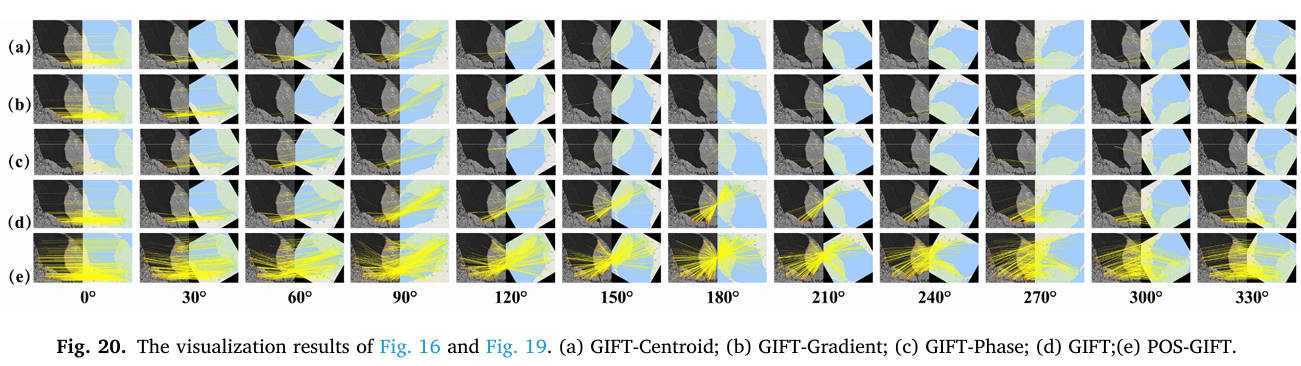 (a)
(b)
(c)
(d)
(e)
0° 30° 60° 90° 120° 150° 180° 210° 240° 270° 300° 330°
Fig. 20. The visualization results of Fig. 16 and Fig. 19. (a) GIFT-Centroid; (b) GIFT-Gradient; (c) GIFT-Phase; (d) GIFT;(e) POS-GIFT.